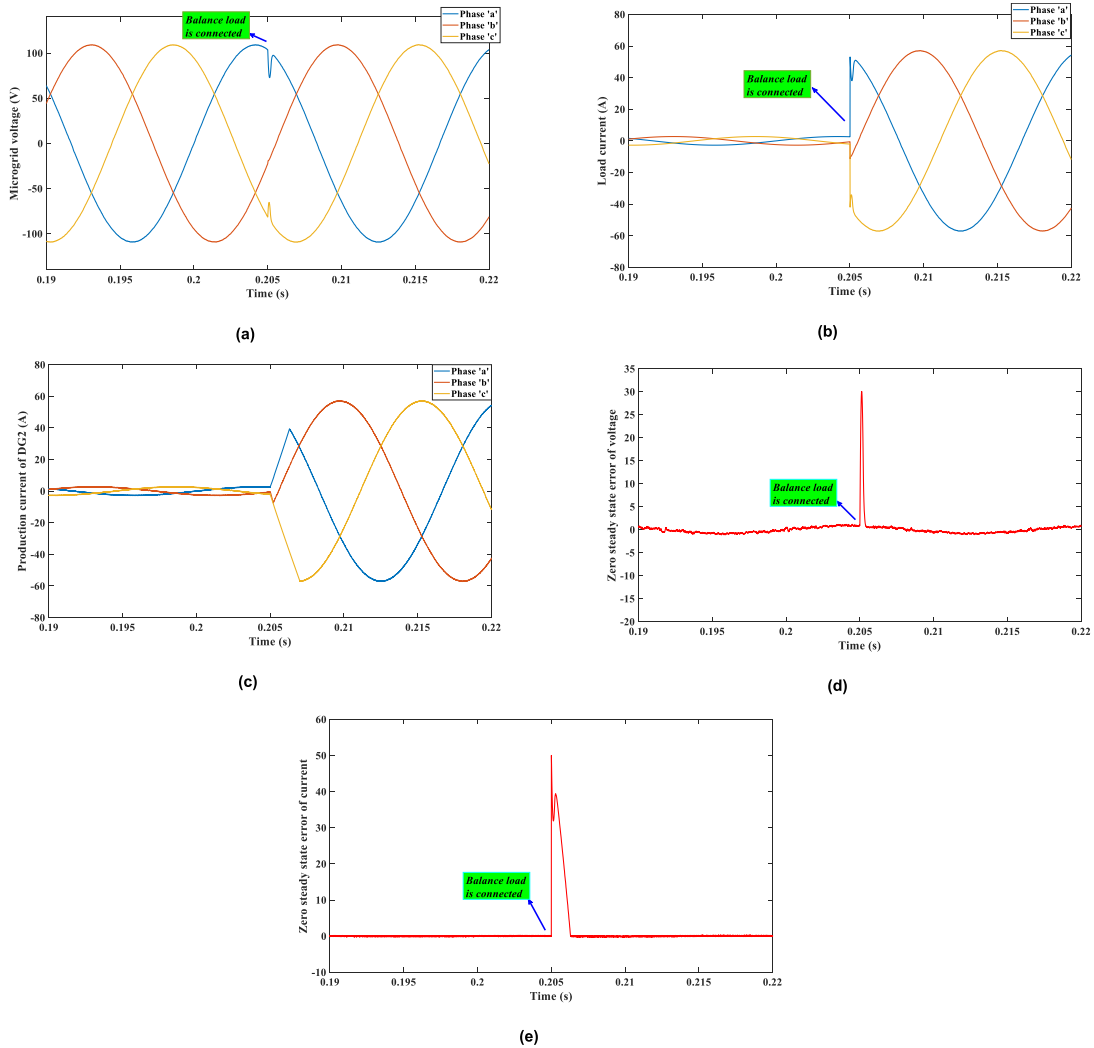 Phase 'a'
Phase 'b'
Phase 'c'
Balance load
is connected
100
50
0
-50
-100
Microgrid voltage (V)
0.19
0.195
0.2
0.205
0.21
0.215
0.22
Time (s)
(a)
Phase 'a'
Phase 'b'
Phase 'c'
Balance load
is connected
80
60
40
20
0
-20
-40
-60
-80
Load current (A)
0.19
0.195
0.2
0.205
0.21
0.215
0.22
Time (s)
(b)
Phase 'a'
Phase 'b'
Phase 'c'
80
60
40
20
0
-20
-40
-60
-80
Production current of DG2 (A)
0.19
0.195
0.2
0.205
0.21
0.215
0.22
Time (s)
(c)
35
30
25
20
15
10
5
0
-5
-10
-15
-20
Zero steady state error of voltage
Balance load
is connected
0.19
0.195
0.2
0.205
0.21
0.215
0.22
Time (s)
(d)
60
50
40
30
20
10
0
-10
Zero steady state error of current
Balance load
is connected
0.19
0.195
0.2
0.205
0.21
0.215
0.22
Time (s)
(e)